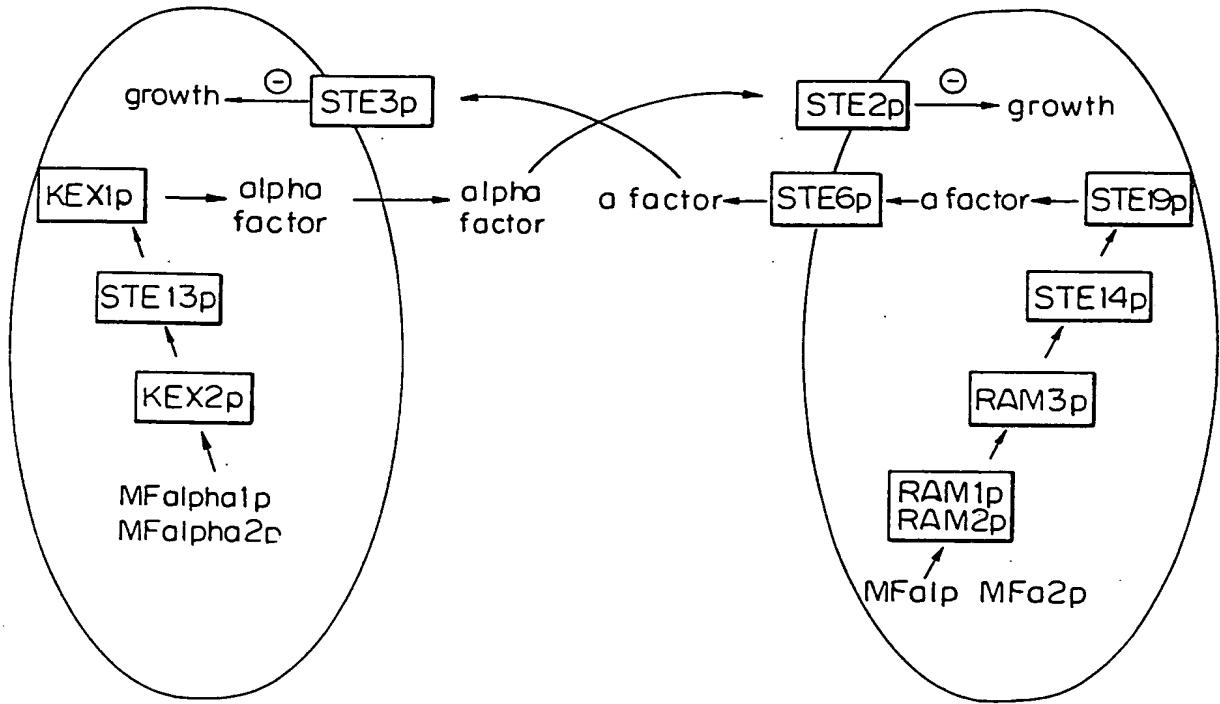 growth
⊖
STE3p
KEX1p
alpha
factor
STE13p
KEX2p
MFalpha1p
MFalpha2p
alpha
factor
a factor
STE2p
⊖
growth
STE6p
a factor
STE19p
STE14p
RAM3p
RAM1p
RAM2p
MFa1p MFa2p